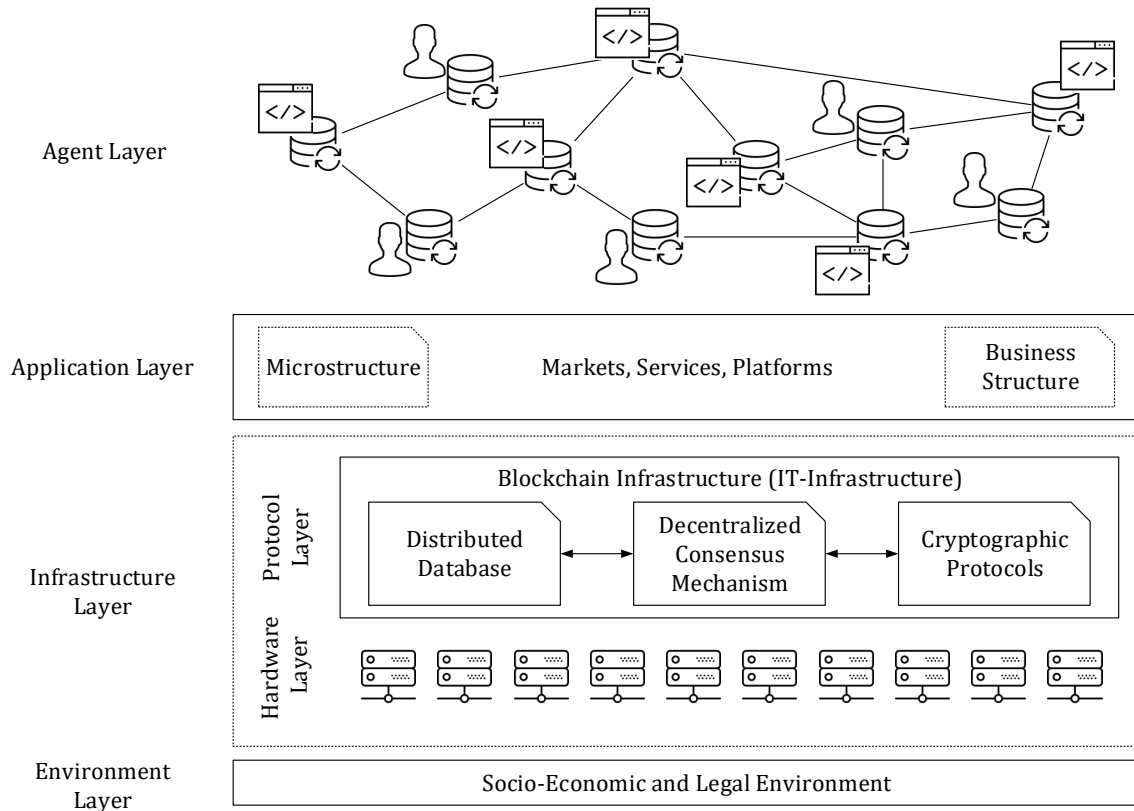 </>
</>
</>
</>
</>
</>
Agent Layer
Application Layer
Microstructure
Markets, Services, Platforms
Business
Structure
Infrastructure
Layer
Protocol
Layer
Blockchain Infrastructure (IT-Infrastructure)
Distributed
Database
Decentralized
Consensus
Mechanism
Cryptographic
Protocols
Hardware
Layer
Environment
Layer
Socio-Economic and Legal Environment